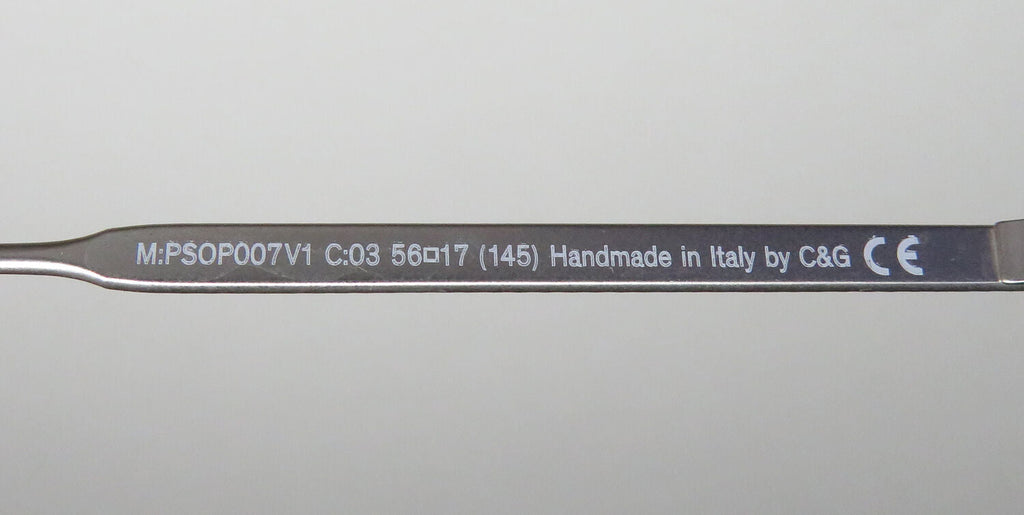 M:PSOP007V1 C:03 56□17 (145) Handmade in Italy by C&G CE